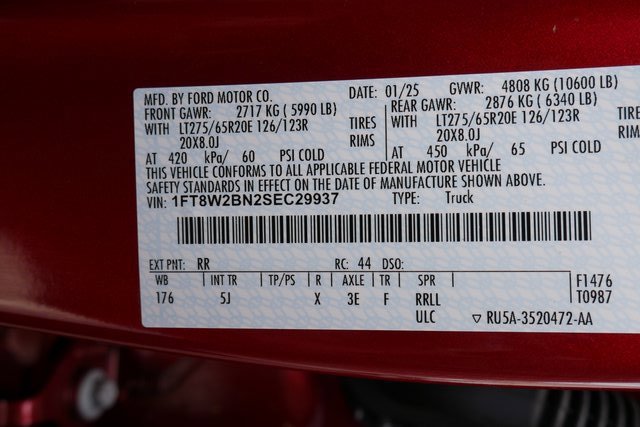 MFD. BY FORD MOTOR CO. DATE: 01/25 GVWR: 4808 KG (10600 LB)
FRONT GAWR: 2717 KG ( 5990 LB) REAR GAWR: 2876 KG ( 6340 LB)
WITH LT275/65R20E 126/123R TIRES WITH LT275/65R20E 126/123R TIRES
20X8.0J RIMS 20X8.0J RIMS
AT 420 kPa/ 60 PSI COLD AT 450 kPa/ 65 PSI COLD
THIS VEHICLE CONFORMS TO ALL APPLICABLE FEDERAL MOTOR VEHICLE
SAFETY STANDARDS IN EFFECT ON THE DATE OF MANUFACTURE SHOWN ABOVE.
VIN: 1FT8W2BN2SEC29937 TYPE: Truck
EXT PNT: RR RC: 44 DSO:
WB INT TR TP/PS R AXLE TR SPR F1476
176 5J X 3E F RRLL T0987
ULC ▽ RU5A-3520472-AA